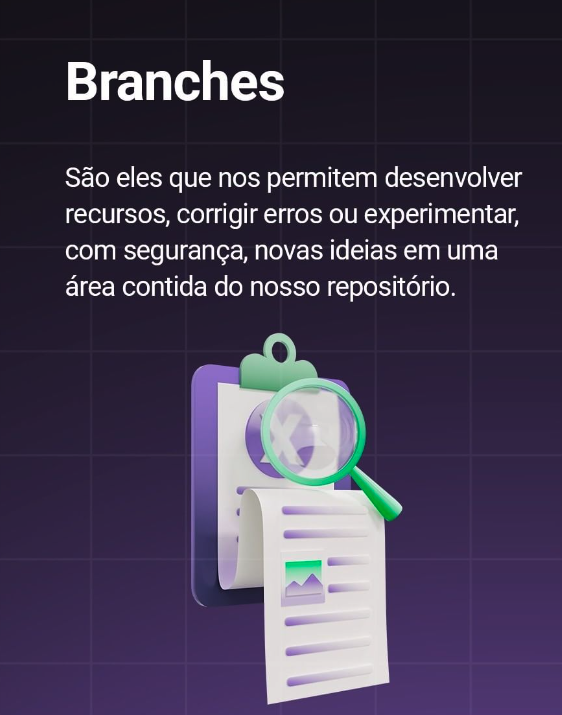 Branches
São eles que nos permitem desenvolver
recursos, corrigir erros ou experimentar,
com segurança, novas ideias em uma
área contida do nosso repositório.
X